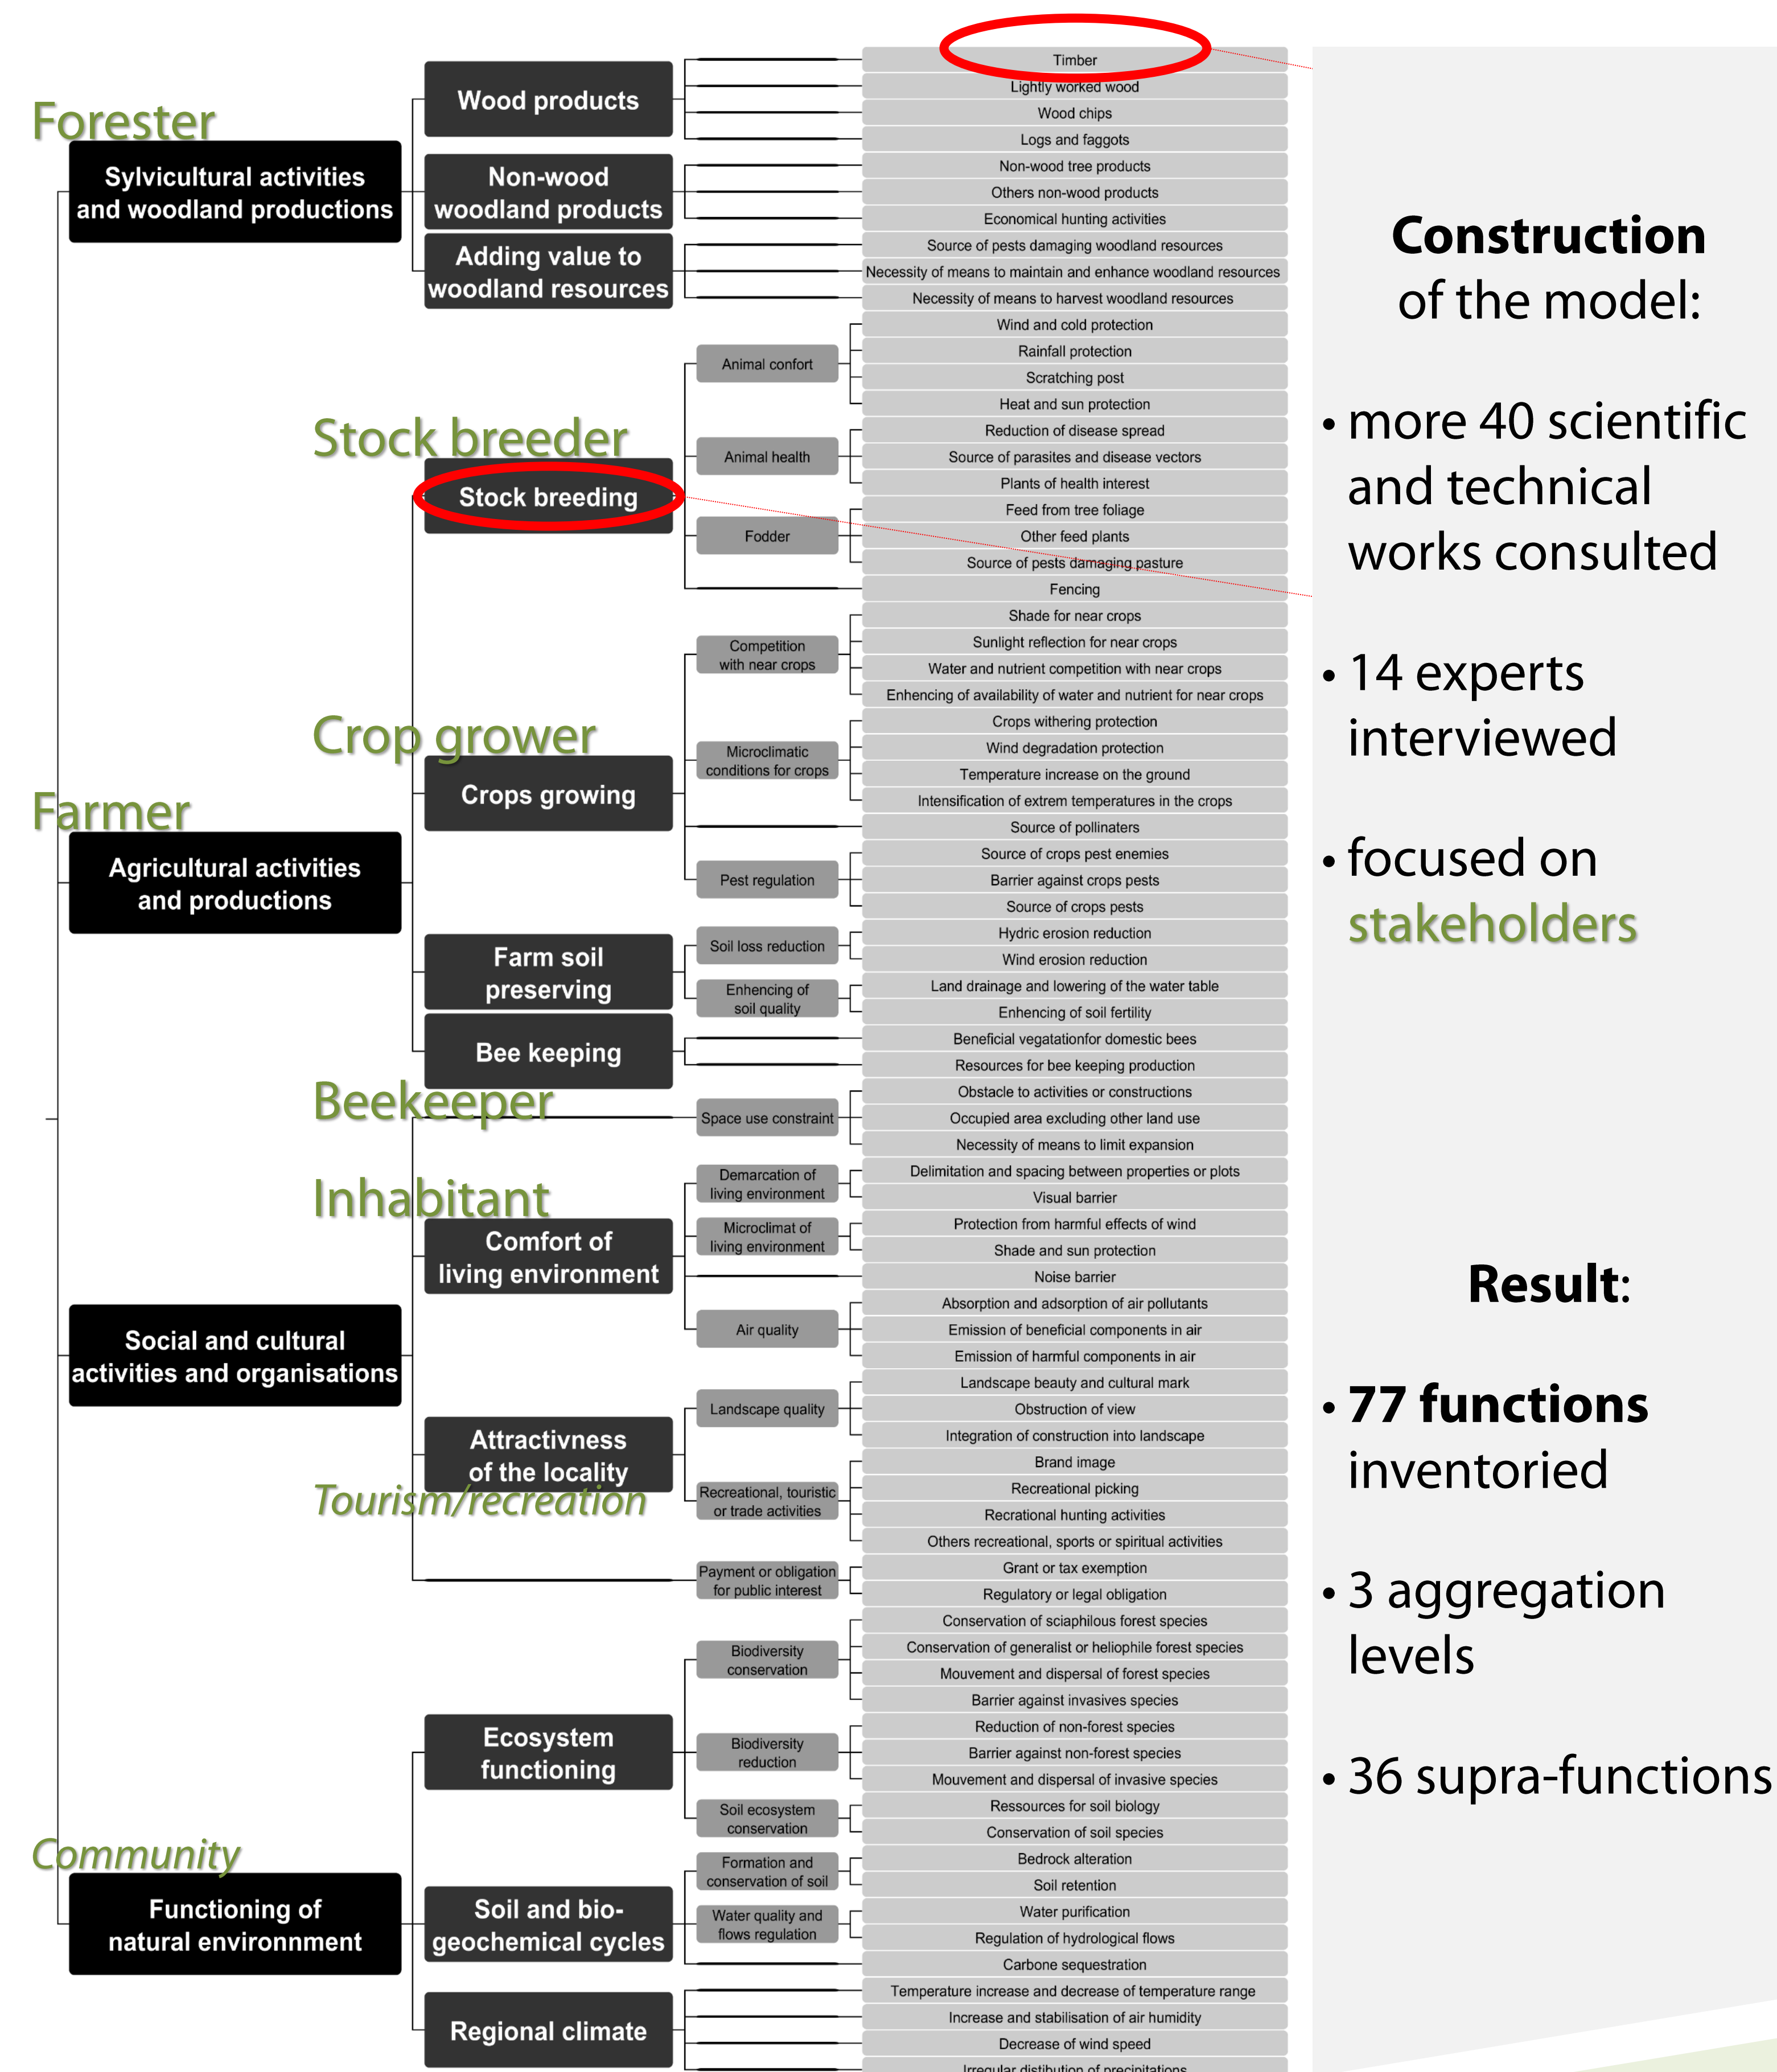 Forester
Sylvicultural activities
and woodland productions
Wood products
Timber
Lightly worked wood
Wood chips
Logs and faggots
Non-wood
woodland products
Non-wood tree products
Others non-wood products
Economical hunting activities
Adding value to
woodland resources
Source of pests damaging woodland resources
Necessity of means to maintain and enhance woodland resources
Necessity of means to harvest woodland resources
Farmer
Agricultural activities
and productions
Stock breeder
Stock breeding
Animal confort
Wind and cold protection
Rainfall protection
Scratching post
Heat and sun protection
Animal health
Reduction of disease spread
Source of parasites and disease vectors
Plants of health interest
Fodder
Feed from tree foliage
Other feed plants
Source of pests damaging pasture
Fencing
Crop grower
Crops growing
Competition
with near crops
Shade for near crops
Sunlight reflection for near crops
Water and nutrient competition with near crops
Enhencing of availability of water and nutrient for near crops
Microclimatic
conditions for crops
Crops withering protection
Wind degradation protection
Temperature increase on the ground
Intensification of extrem temperatures in the crops
Source of pollinaters
Pest regulation
Source of crops pest enemies
Barrier against crops pests
Source of crops pests
Farm soil
preserving
Soil loss reduction
Hydric erosion reduction
Wind erosion reduction
Enhencing of
soil quality
Land drainage and lowering of the water table
Enhencing of soil fertility
Bee keeping
Beneficial vegatationfor domestic bees
Resources for bee keeping production
Beekeeper
Social and cultural
activities and organisations
Space use constraint
Obstacle to activities or constructions
Occupied area excluding other land use
Necessity of means to limit expansion
Inhabitant
Comfort of
living environment
Demarcation of
living environment
Delimitation and spacing between properties or plots
Visual barrier
Microclimat of
living environment
Protection from harmful effects of wind
Shade and sun protection
Noise barrier
Air quality
Absorption and adsorption of air pollutants
Emission of beneficial components in air
Emission of harmful components in air
Attractivness
of the locality
Tourism/recreation
Landscape quality
Landscape beauty and cultural mark
Obstruction of view
Integration of construction into landscape
Recreational, touristic
or trade activities
Brand image
Recreational picking
Recrational hunting activities
Others recreational, sports or spiritual activities
Payment or obligation
for public interest
Grant or tax exemption
Regulatory or legal obligation
Community
Functioning of
natural environnment
Ecosystem
functioning
Biodiversity
conservation
Conservation of sciaphilous forest species
Conservation of generalist or heliophile forest species
Mouvement and dispersal of forest species
Barrier against invasives species
Biodiversity
reduction
Reduction of non-forest species
Barrier against non-forest species
Mouvement and dispersal of invasive species
Soil ecosystem
conservation
Ressources for soil biology
Conservation of soil species
Soil and bio-
geochemical cycles
Formation and
conservation of soil
Bedrock alteration
Soil retention
Water quality and
flows regulation
Water purification
Regulation of hydrological flows
Carbone sequestration
Regional climate
Temperature increase and decrease of temperature range
Increase and stabilisation of air humidity
Decrease of wind speed
Irregular distibution of precipitations
Construction
of the model:
• more 40 scientific
and technical
works consulted
• 14 experts
interviewed
• focused on
stakeholders
Result:
• 77 functions
inventoried
• 3 aggregation
levels
• 36 supra-functions